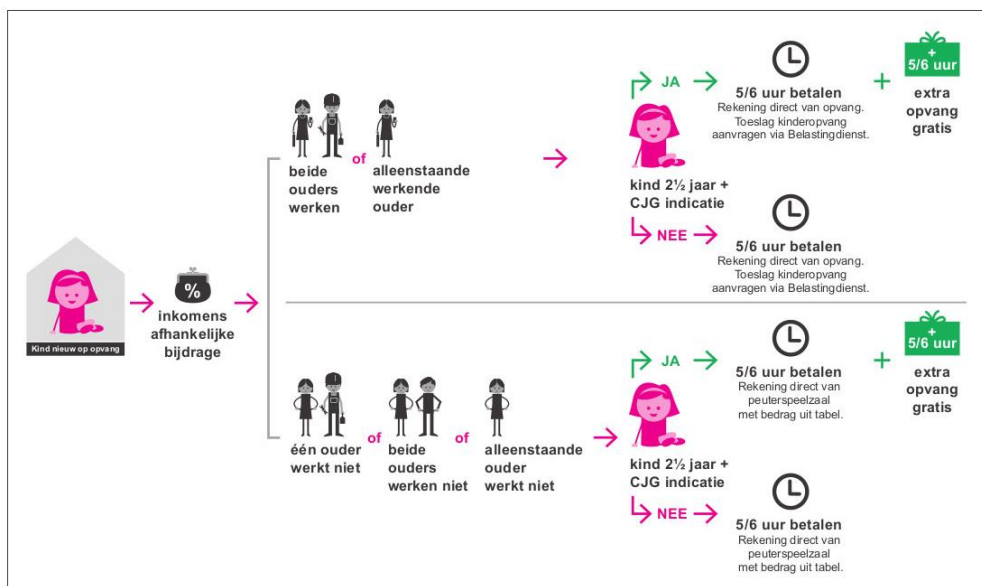 Kind nieuw op opvang
%
inkomens
afhankelijke
bijdrage
beide
ouders
werken
of
alleenstaande
werkende
ouder
kind 2½ jaar +
CJG indicatie
JA
5/6 uur betalen
Rekening direct van opvang.
Toeslag kinderopvang
aanvragen via Belastingdienst.
+
+
5/6 uur
extra
opvang
gratis
NEE
5/6 uur betalen
Rekening direct van opvang.
Toeslag kinderopvang
aanvragen via Belastingdienst.
één ouder
werkt niet
of
beide
ouders
werken niet
of
alleenstaande
ouder
werkt niet
kind 2½ jaar +
CJG indicatie
JA
5/6 uur betalen
Rekening direct van
peuterspeelzaal
met bedrag uit tabel.
+
+
5/6 uur
extra
opvang
gratis
NEE
5/6 uur betalen
Rekening direct van
peuterspeelzaal
met bedrag uit tabel.